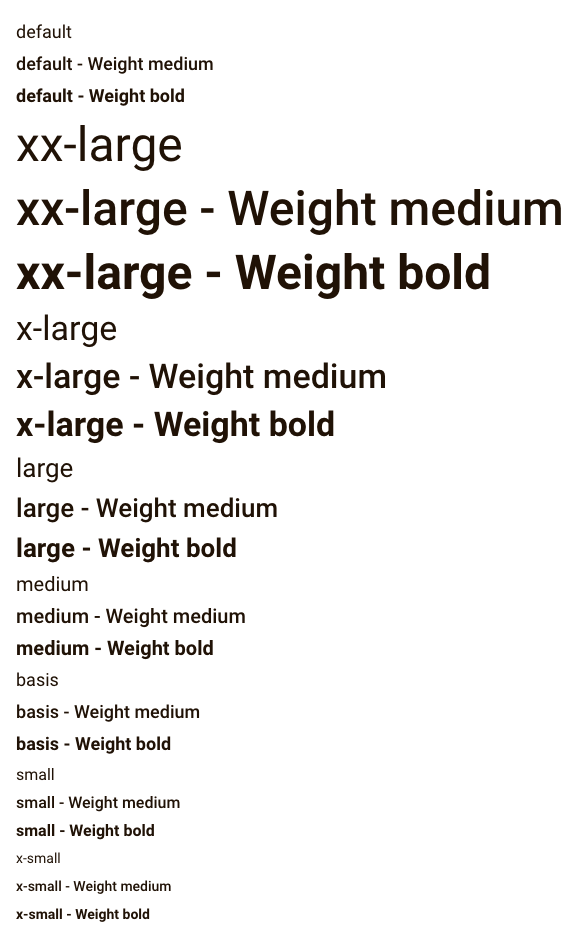 default
default - Weight medium
default - Weight bold
xx-large
xx-large - Weight medium
xx-large - Weight bold
x-large
x-large - Weight medium
x-large - Weight bold
large
large - Weight medium
large - Weight bold
medium
medium - Weight medium
medium - Weight bold
basis
basis - Weight medium
basis - Weight bold
small
small - Weight medium
small - Weight bold
x-small
x-small - Weight medium
x-small - Weight bold